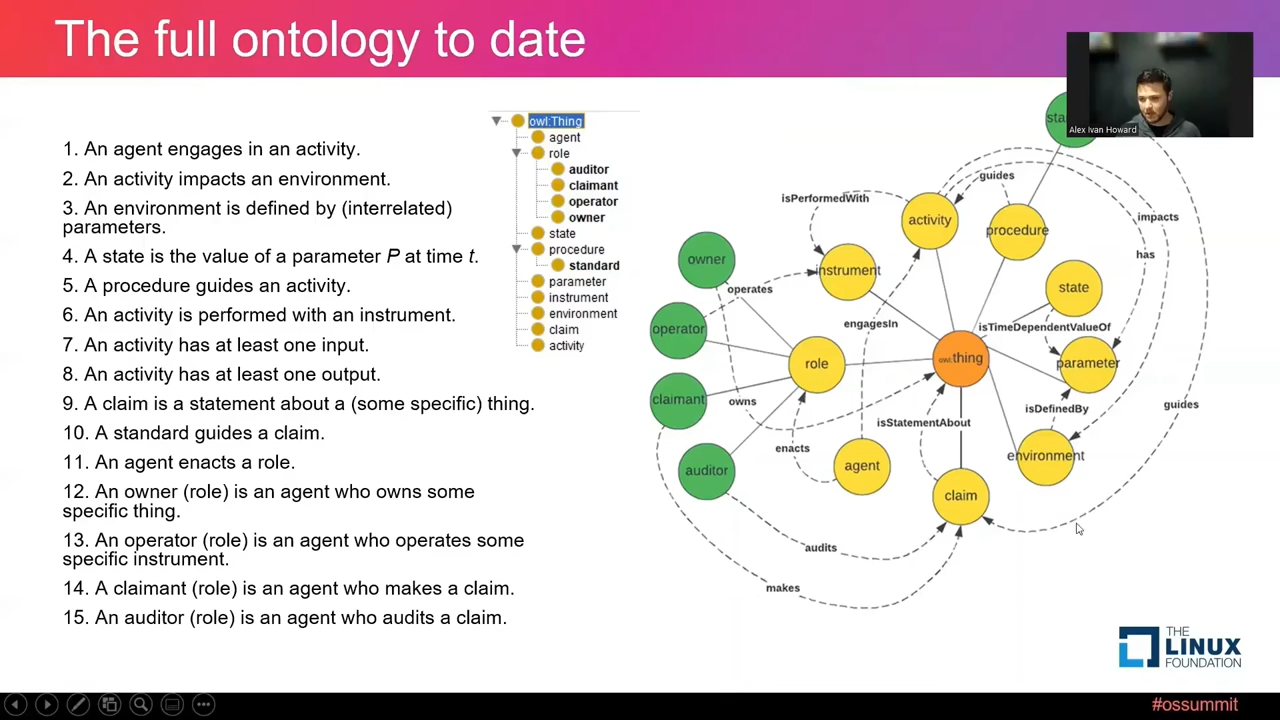 The full ontology to date
Alex Ivan Howard
1. An agent engages in an activity.
2. An activity impacts an environment.
3. An environment is defined by (interrelated)
parameters.
4. A state is the value of a parameter P at time t.
5. A procedure guides an activity.
6. An activity is performed with an instrument.
7. An activity has at least one input.
8. An activity has at least one output.
9. A claim is a statement about a (some specific) thing.
10. A standard guides a claim.
11. An agent enacts a role.
12. An owner (role) is an agent who owns some
specific thing.
13. An operator (role) is an agent who operates some
specific instrument.
14. A claimant (role) is an agent who makes a claim.
15. An auditor (role) is an agent who audits a claim.
owl:Thing
agent
role
auditor
claimant
operator
owner
state
procedure
standard
parameter
instrument
environment
claim
activity
guides
isPerformedWith
activity
procedure
impacts
has
owner
instrument
state
operates
engagesIn
operator
isTimeDependentValueOf
role
owl:thing
parameter
claimant
owns
isStatementAbout
isDefinedBy
guides
enacts
agent
environment
auditor
claim
audits
makes
THE
LINUX
FOUNDATION
#ossummit